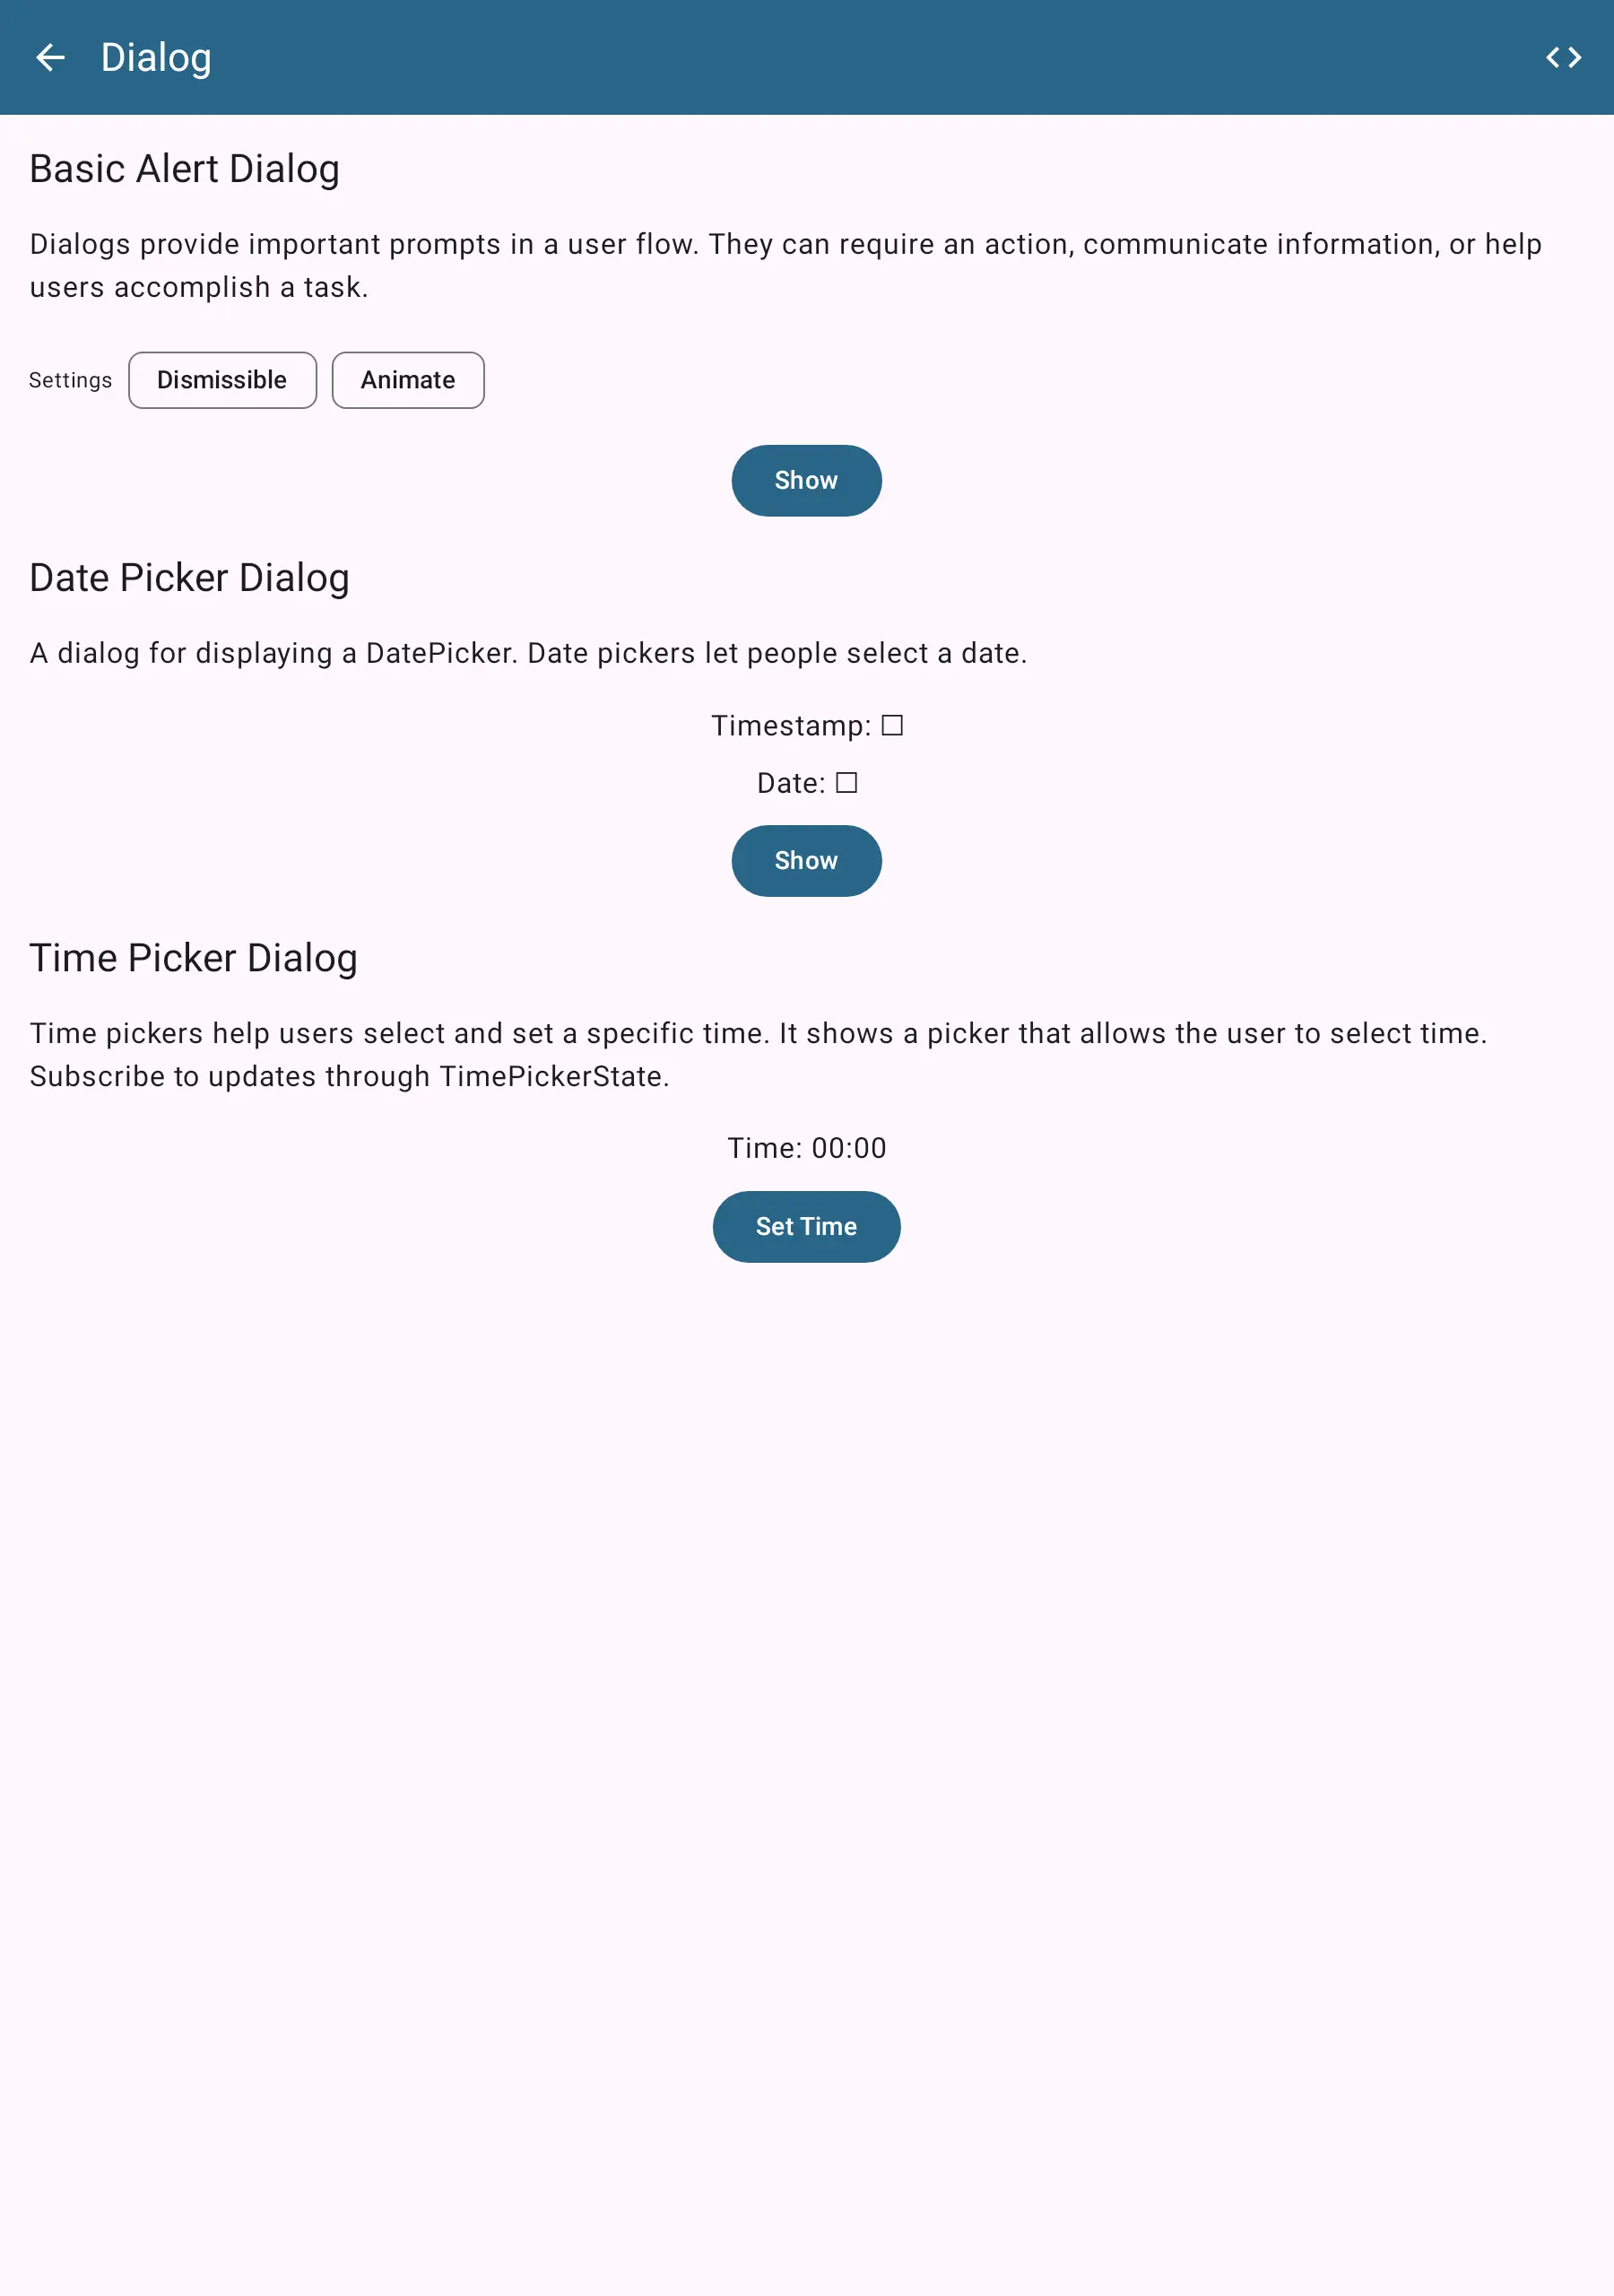 Dialog
Basic Alert Dialog
Dialogs provide important prompts in a user flow. They can require an action, communicate information, or help
users accomplish a task.
Settings Dismissible Animate
Show
Date Picker Dialog
A dialog for displaying a DatePicker. Date pickers let people select a date.
Timestamp: ☐
Date: ☐
Show
Time Picker Dialog
Time pickers help users select and set a specific time. It shows a picker that allows the user to select time.
Subscribe to updates through TimePickerState.
Time: 00:00
Set Time